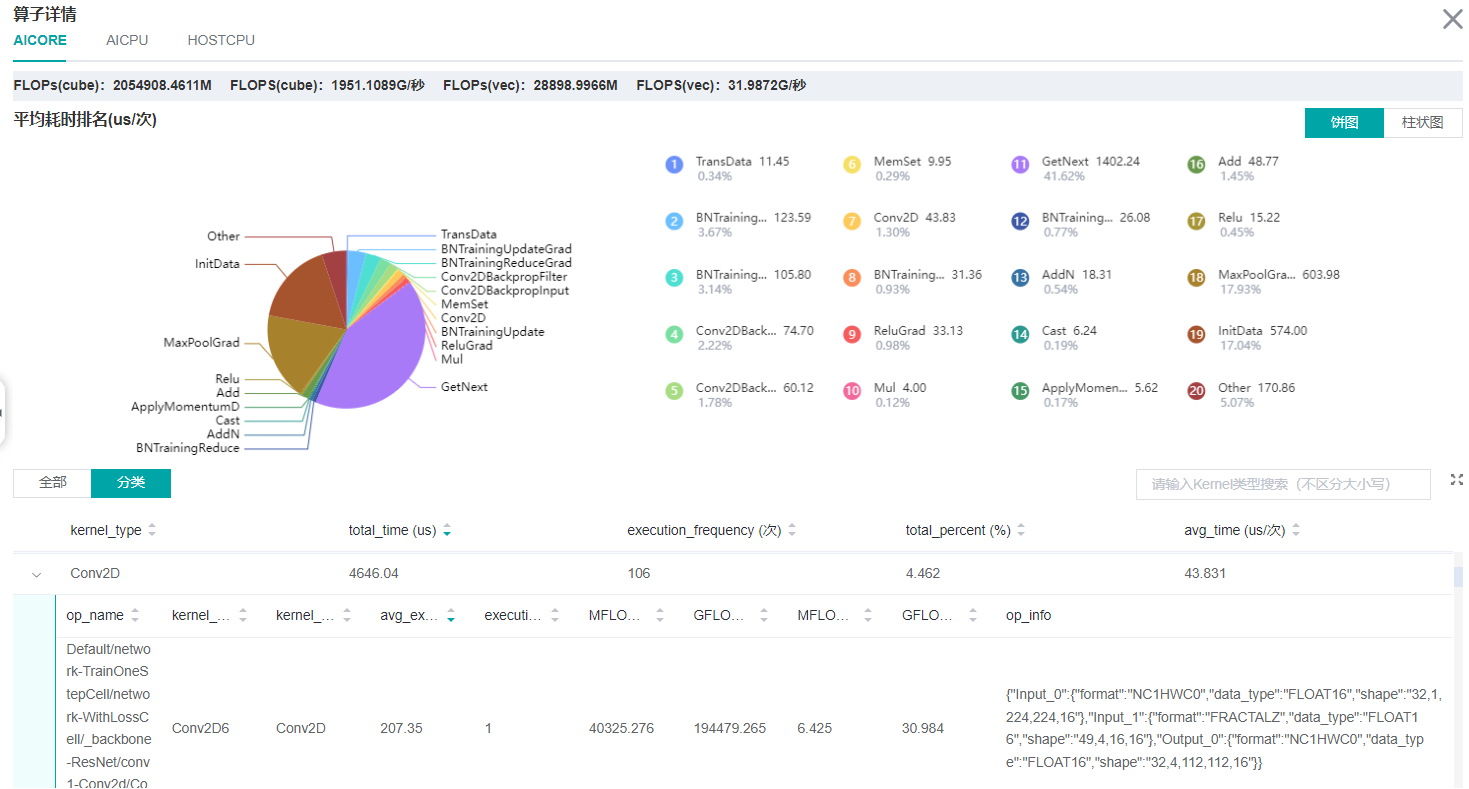 算子详情
AICORE AICPU HOSTCPU
FLOPs(cube)：2054908.4611M FLOPS(cube)：1951.1089G/秒 FLOPs(vec)：28898.9966M FLOPS(vec)：31.9872G/秒
平均耗时排名(us/次)
饼图 柱状图
Other
InitData
MaxPoolGrad
Relu
Add
ApplyMomentumD
Cast
AddN
BNTrainingReduce
TransData
BNTrainingUpdateGrad
BNTrainingReduceGrad
Conv2DBackpropFilter
Conv2DBackpropInput
MemSet
Conv2D
BNTrainingUpdate
ReluGrad
Mul
GetNext
1 TransData 11.45
0.34%
2 BNTraining... 123.59
3.67%
3 BNTraining... 105.80
3.14%
4 Conv2DBack... 74.70
2.22%
5 Conv2DBack... 60.12
1.78%
6 MemSet 9.95
0.29%
7 Conv2D 43.83
1.30%
8 BNTraining... 31.36
0.93%
9 ReluGrad 33.13
0.98%
10 Mul 4.00
0.12%
11 GetNext 1402.24
41.62%
12 BNTraining... 26.08
0.77%
13 AddN 18.31
0.54%
14 Cast 6.24
0.19%
15 ApplyMomen... 5.62
0.17%
16 Add 48.77
1.45%
17 Relu 15.22
0.45%
18 MaxPoolGra... 603.98
17.93%
19 InitData 574.00
17.04%
20 Other 170.86
5.07%
全部 分类
请输入Kernel类型搜索（不区分大小写）
kernel_type total_time (us) execution_frequency (次) total_percent (%) avg_time (us/次)
Conv2D 4646.04 106 4.462 43.831
op_name kernel_... kernel_... avg_ex... executi... MFLO... GFLO... MFLO... GFLO... op_info
Default/netwo
rk-TrainOneS
tepCell/netwo
rk-WithLossC
ell/_backbone
-ResNet/conv
1-Conv2d/Co
Conv2D6 Conv2D 207.35 1 40325.276 194479.265 6.425 30.984
{"Input_0":{"format":"NC1HWC0","data_type":"FLOAT16","shape":"32,1,
224,224,16"},"Input_1":{"format":"FRACTALZ","data_type":"FLOAT1
6","shape":"49,4,16,16"},"Output_0":{"format":"NC1HWC0","data_typ
e":"FLOAT16","shape":"32,4,112,112,16"}}